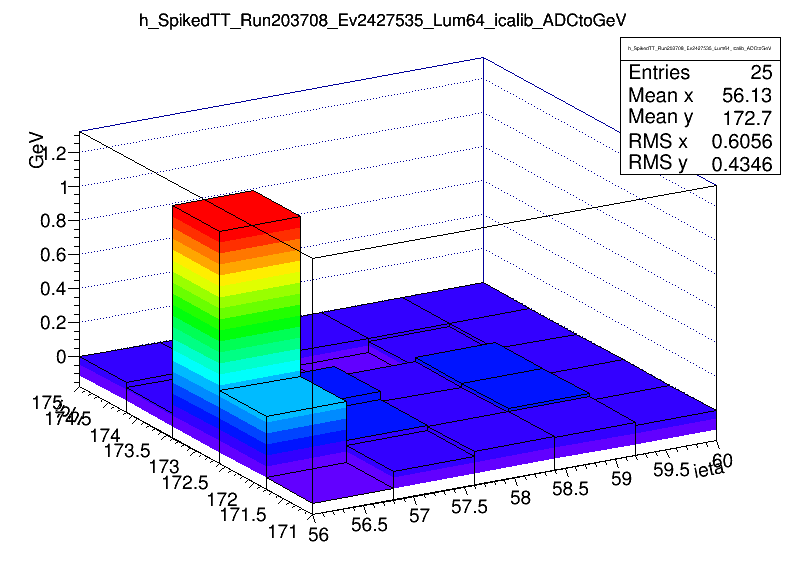 h_SpikedTT_Run203708_Ev2427535_Lum64_icalib_ADCtoGeV
h_SpikedTT_Run203708_Ev2427535_Lum64_icalib_ADCtoGeV
Entries 25
Mean x 56.13
Mean y 172.7
RMS x 0.6056
RMS y 0.4346
GeV
1.2
1
0.8
0.6
0.4
0.2
0
175
174.5
174
173.5
173
172.5
172
171.5
171
56
56.5
57
57.5
58
58.5
59
59.5
60
ieta